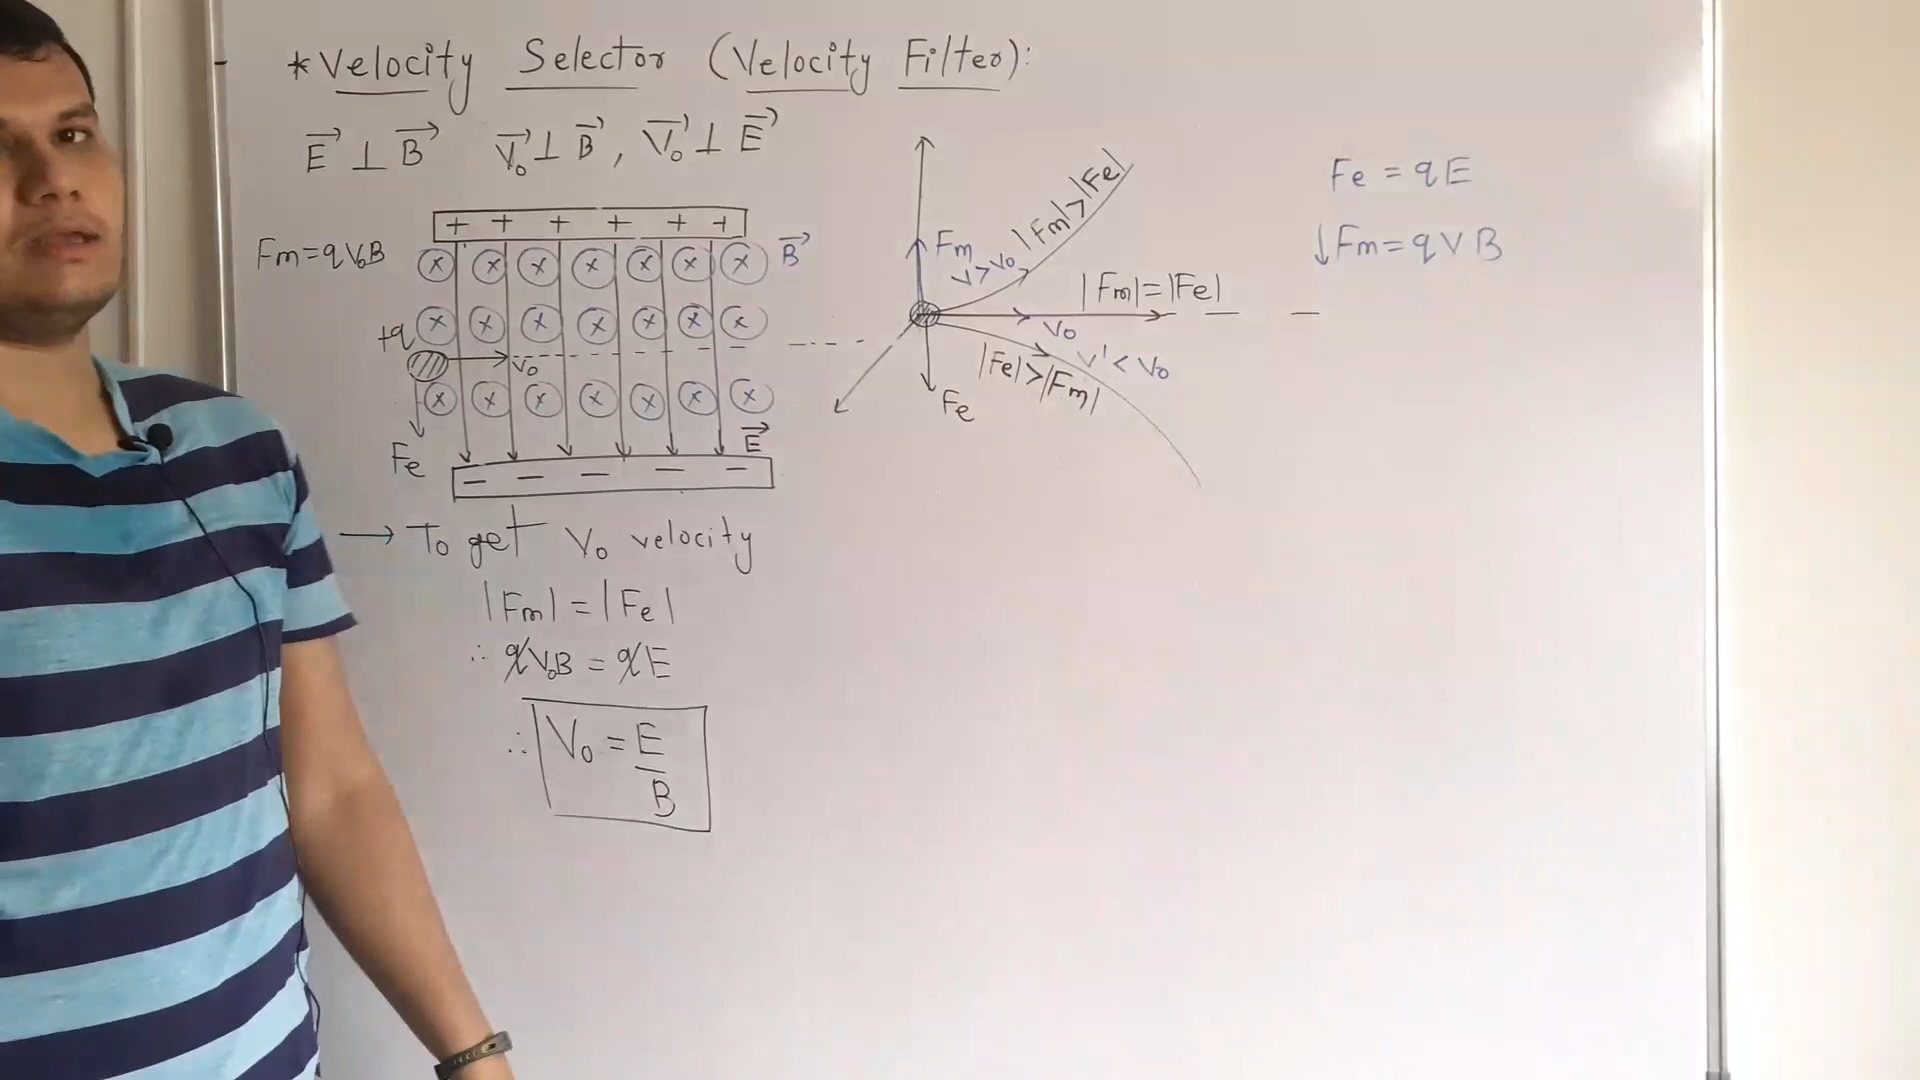 * Velocity Selector (Velocity Filter):
E ⊥ B V₀ ⊥ B, V₀ ⊥ E
+ + + + + +
Fm = qV₀B
x x x x x x x B
x x x x x x x
+q
V₀
x x x x x x x
Fe
E
− − − − −
→ To get V₀ velocity
|Fm| = |Fe|
∴ qV₀B = qE
∴ V₀ = E/B
Fm
V > V₀ |Fm| > |Fe|
|Fm| = |Fe|
V₀
V' < V₀
|Fe| > |Fm|
Fe
Fe = qE
↓ Fm = qVB